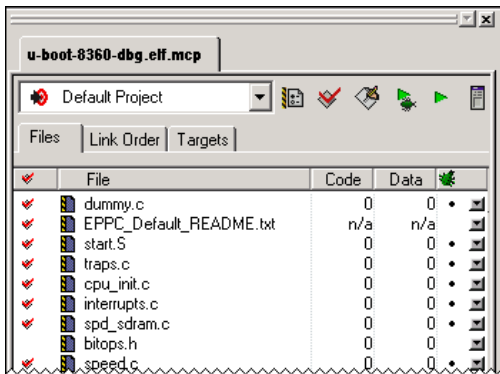 u-boot-8360-dbg.elf.mcp
Default Project
Files Link Order Targets
File Code Data
dummy.c 0 0
EPPC_Default_README.txt n/a n/a
start.S 0 0
traps.c 0 0
cpu_init.c 0 0
interrupts.c 0 0
spd_sdram.c 0 0
bitops.h 0 0
speed.c 0 0